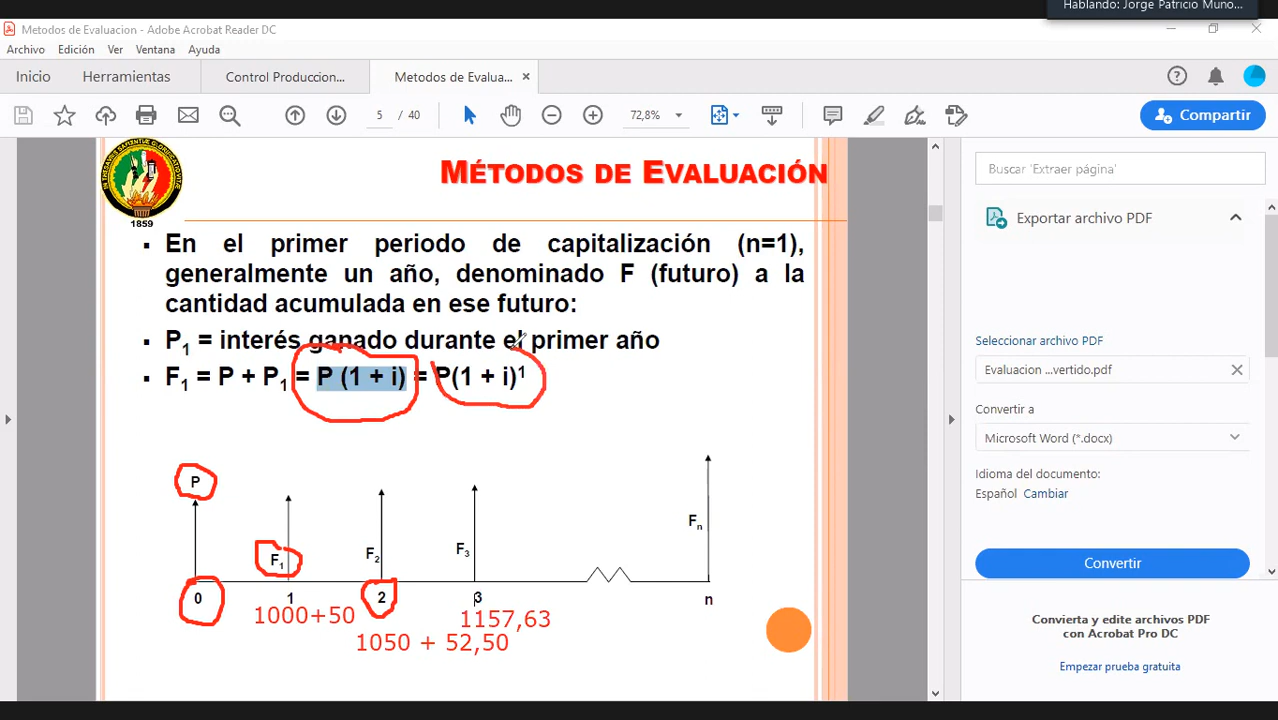 Hablando: Jorge Patricio Muno...
Metodos de Evaluacion - Adobe Acrobat Reader DC
Archivo Edición Ver Ventana Ayuda
Inicio Herramientas Control Produccion... Metodos de Evalua... ×
5 / 40 72,8% Compartir
MÉTODOS DE EVALUACIÓN
1859
▪ En el primer periodo de capitalización (n=1),
generalmente un año, denominado F (futuro) a la
cantidad acumulada en ese futuro:
▪ P₁ = interés ganado durante el primer año
▪ F₁ = P + P₁ = P (1 + i) = P(1 + i)¹
P
F₁ F₂ F₃ Fₙ
0 1 2 3 n
1000+50 1157,63
1050 + 52,50
Buscar 'Extraer página'
Exportar archivo PDF
Seleccionar archivo PDF
Evaluacion ...vertido.pdf ×
Convertir a
Microsoft Word (*.docx)
Idioma del documento:
Español Cambiar
Convertir
Convierta y edite archivos PDF
con Acrobat Pro DC
Empezar prueba gratuita